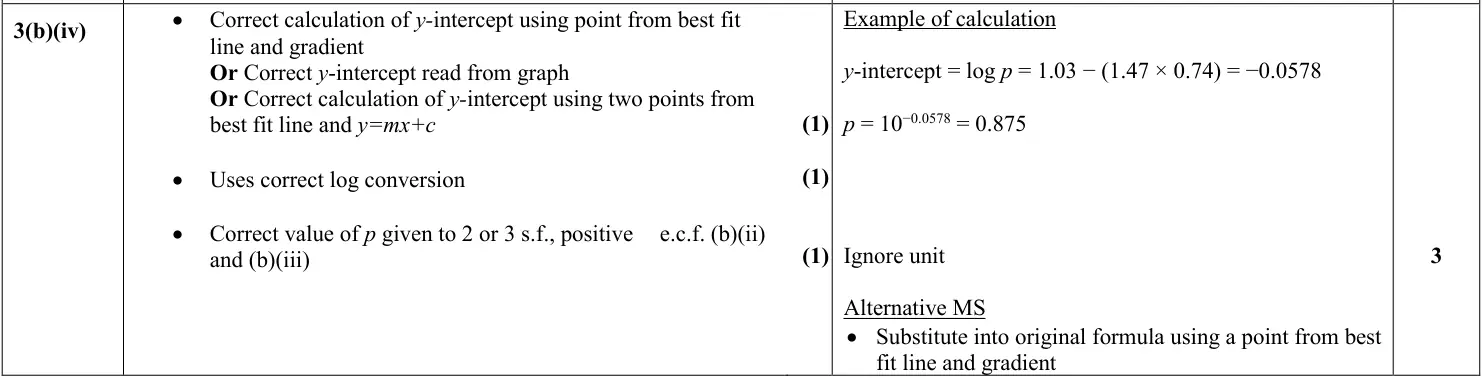 3(b)(iv)
• Correct calculation of y-intercept using point from best fit
line and gradient
Or Correct y-intercept read from graph
Or Correct calculation of y-intercept using two points from
best fit line and y=mx+c (1)
• Uses correct log conversion (1)
• Correct value of p given to 2 or 3 s.f., positive e.c.f. (b)(ii)
and (b)(iii) (1)
Example of calculation
y-intercept = log p = 1.03 − (1.47 × 0.74) = −0.0578
p = 10⁻⁰·⁰⁵⁷⁸ = 0.875
Ignore unit
Alternative MS
• Substitute into original formula using a point from best
fit line and gradient
3